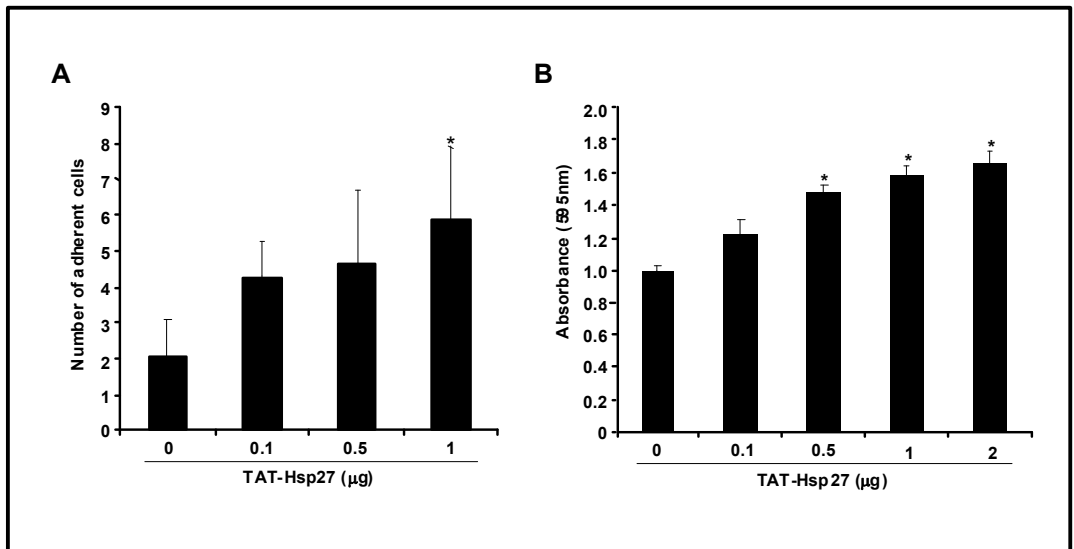 A
Number of adherent cells
9
8
7
6
5
4
3
2
1
0
*
0 0.1 0.5 1
TAT-Hsp27 (μg)
B
Absorbance (595nm)
2.0
1.8
1.6
1.4
1.2
1.0
0.8
0.6
0.4
0.2
0
* * *
0 0.1 0.5 1 2
TAT-Hsp27 (μg)